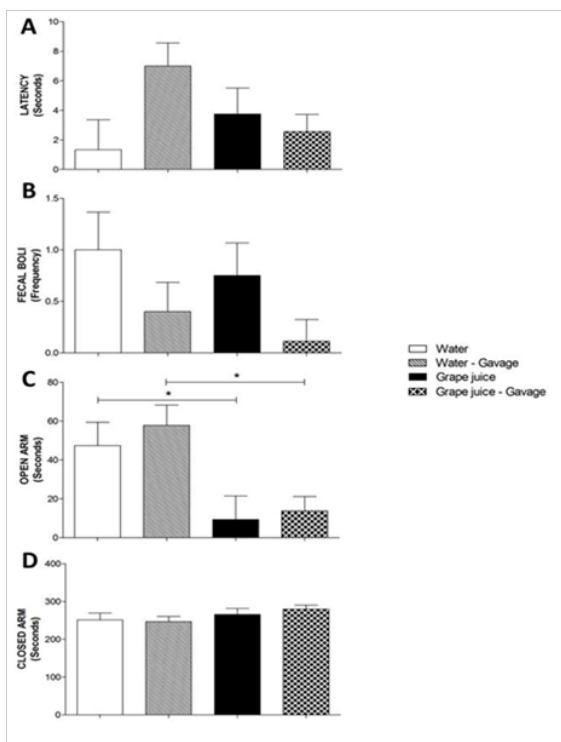 A
LATENCY
(Seconds)
10
8
6
4
2
0
B
FECAL BOLI
(Frequency)
1.5
1.0
0.5
0.0
Water
Water - Gavage
Grape juice
Grape juice - Gavage
C
OPEN ARM
(Seconds)
80
60
40
20
0
*
*
D
CLOSED ARM
(Seconds)
400
300
200
100
0